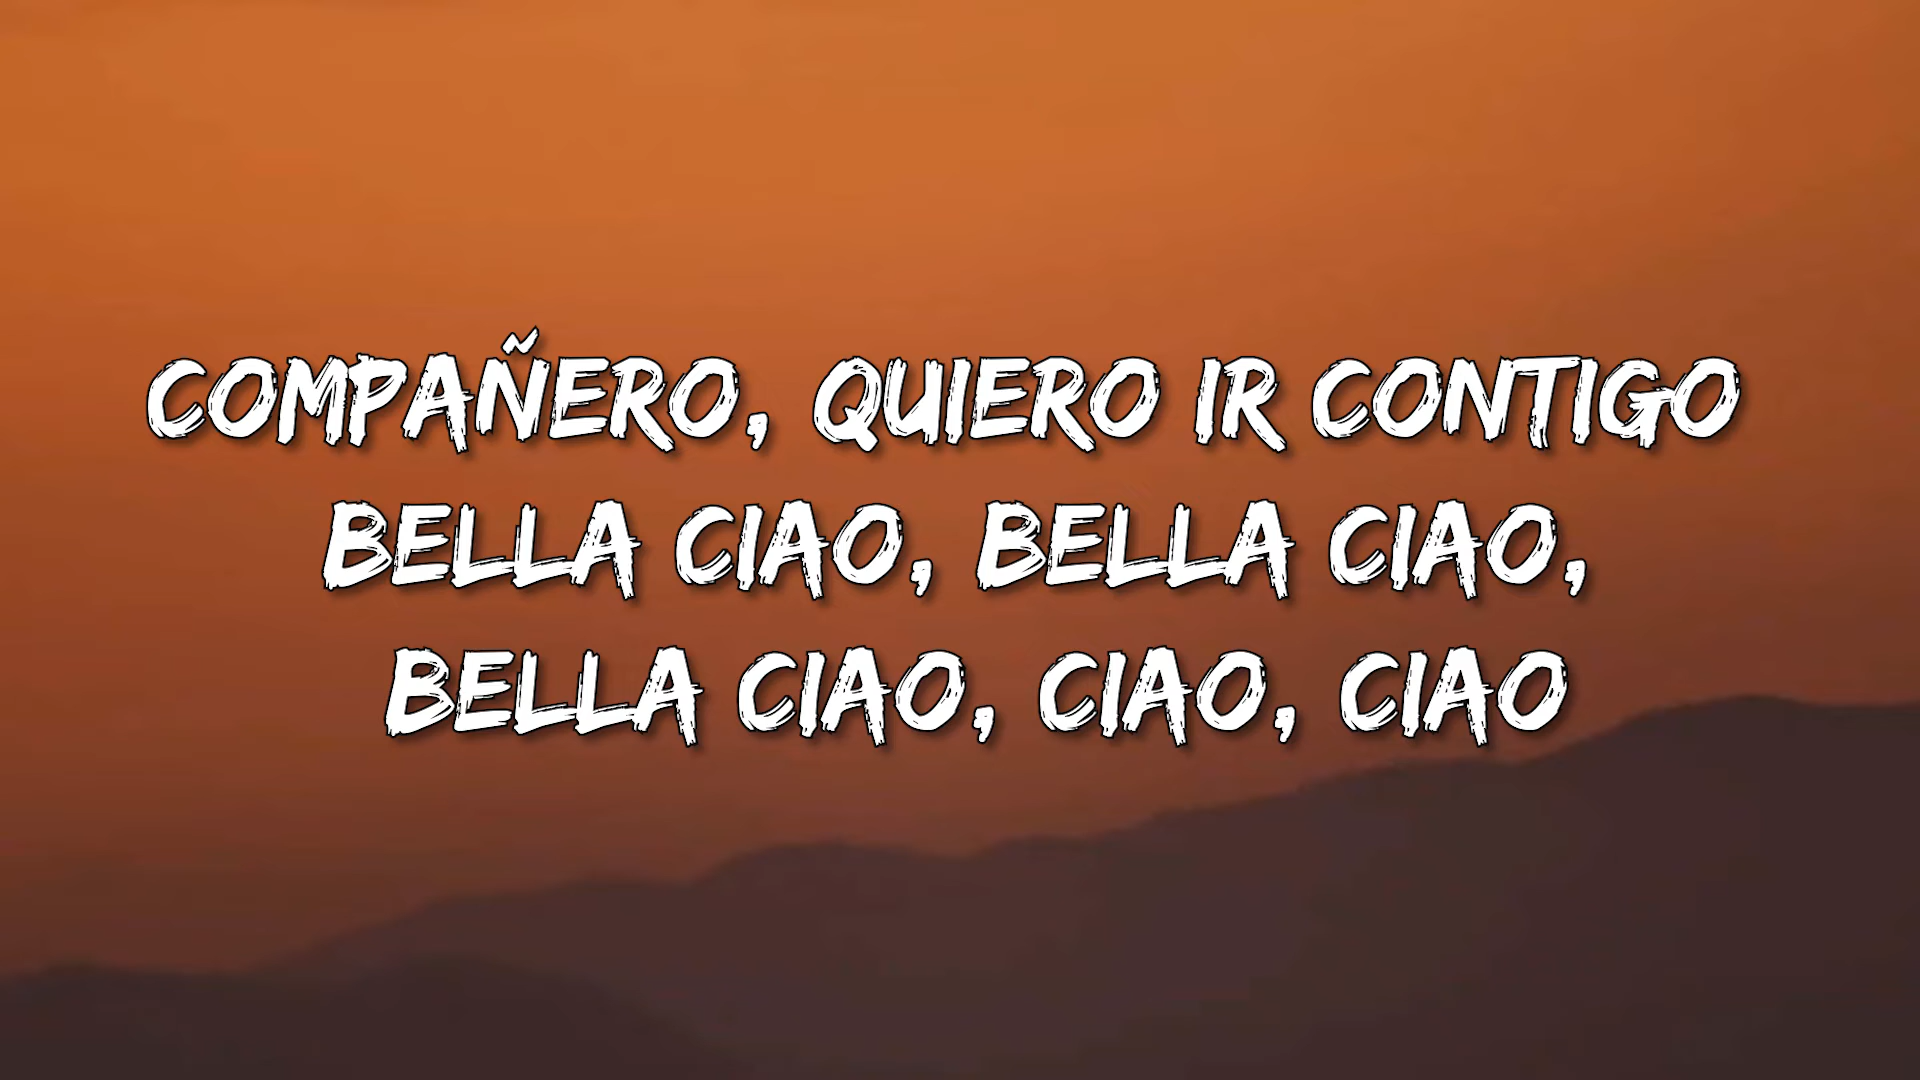 COMPAÑERO, QUIERO IR CONTIGO
BELLA CIAO, BELLA CIAO,
BELLA CIAO, CIAO, CIAO